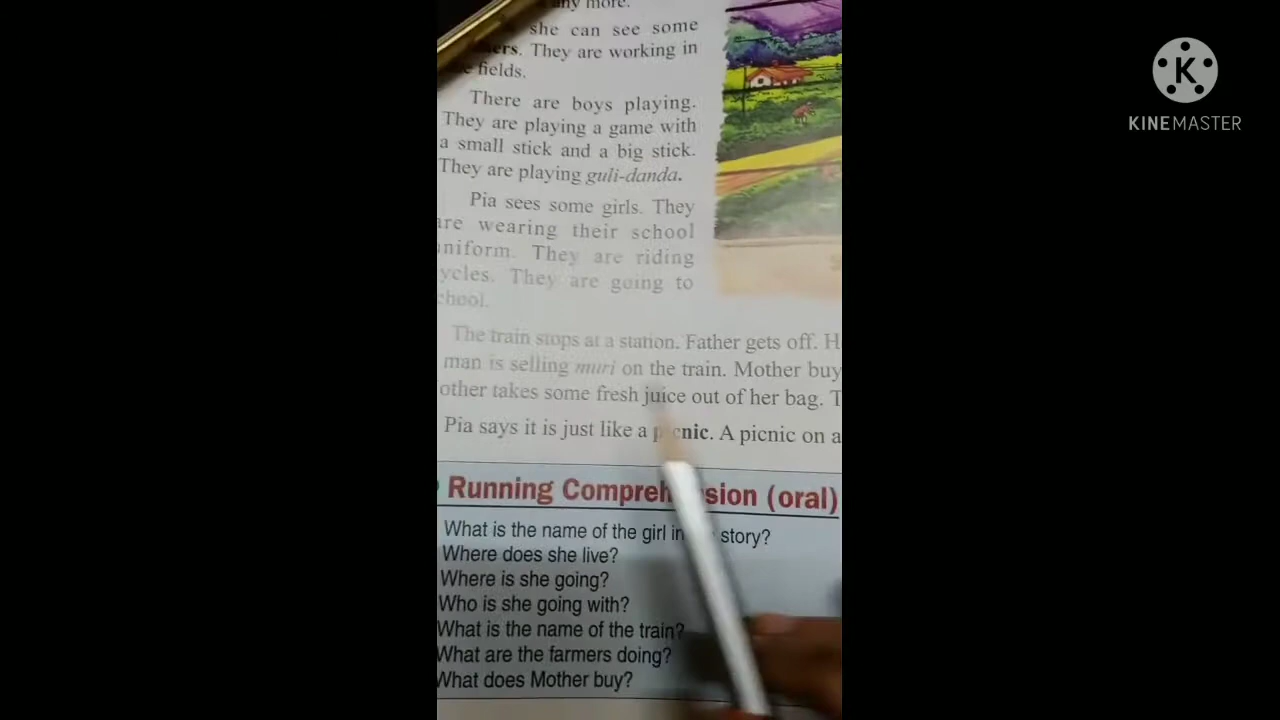 any more.
she can see some
ers. They are working in
fields.
There are boys playing.
They are playing a game with
a small stick and a big stick.
They are playing guli-danda.
Pia sees some girls. They
are wearing their school
niform. They are riding
ycles. They are going to
chool.
The train stops at a station. Father gets off. H
man is selling muri on the train. Mother buy
other takes some fresh juice out of her bag. T
Pia says it is just like a picnic. A picnic on a
Running Comprehension (oral)
What is the name of the girl in story?
Where does she live?
Where is she going?
Who is she going with?
What is the name of the train?
What are the farmers doing?
What does Mother buy?
K
KINEMASTER